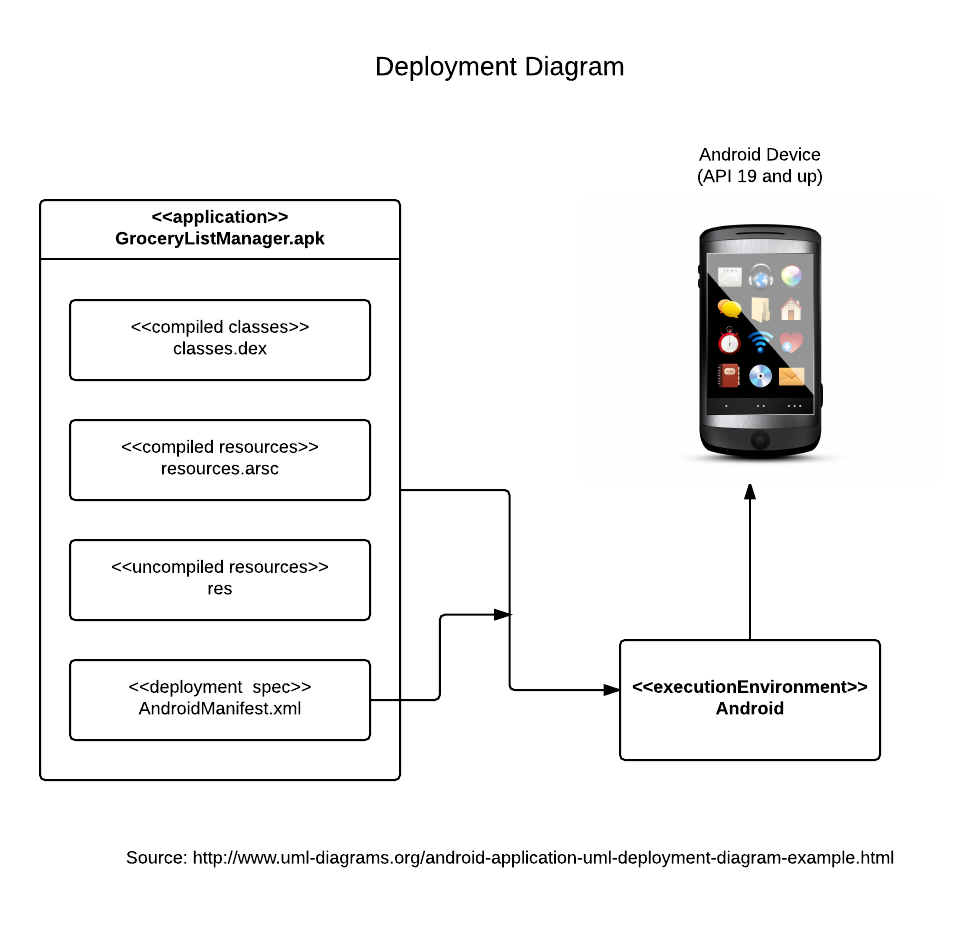 Deployment Diagram
Android Device
(API 19 and up)
<<application>>
GroceryListManager.apk
<<compiled classes>>
classes.dex
<<compiled resources>>
resources.arsc
<<uncompiled resources>>
res
<<deployment  spec>>
AndroidManifest.xml
<<executionEnvironment>>
Android
Source: http://www.uml-diagrams.org/android-application-uml-deployment-diagram-example.html